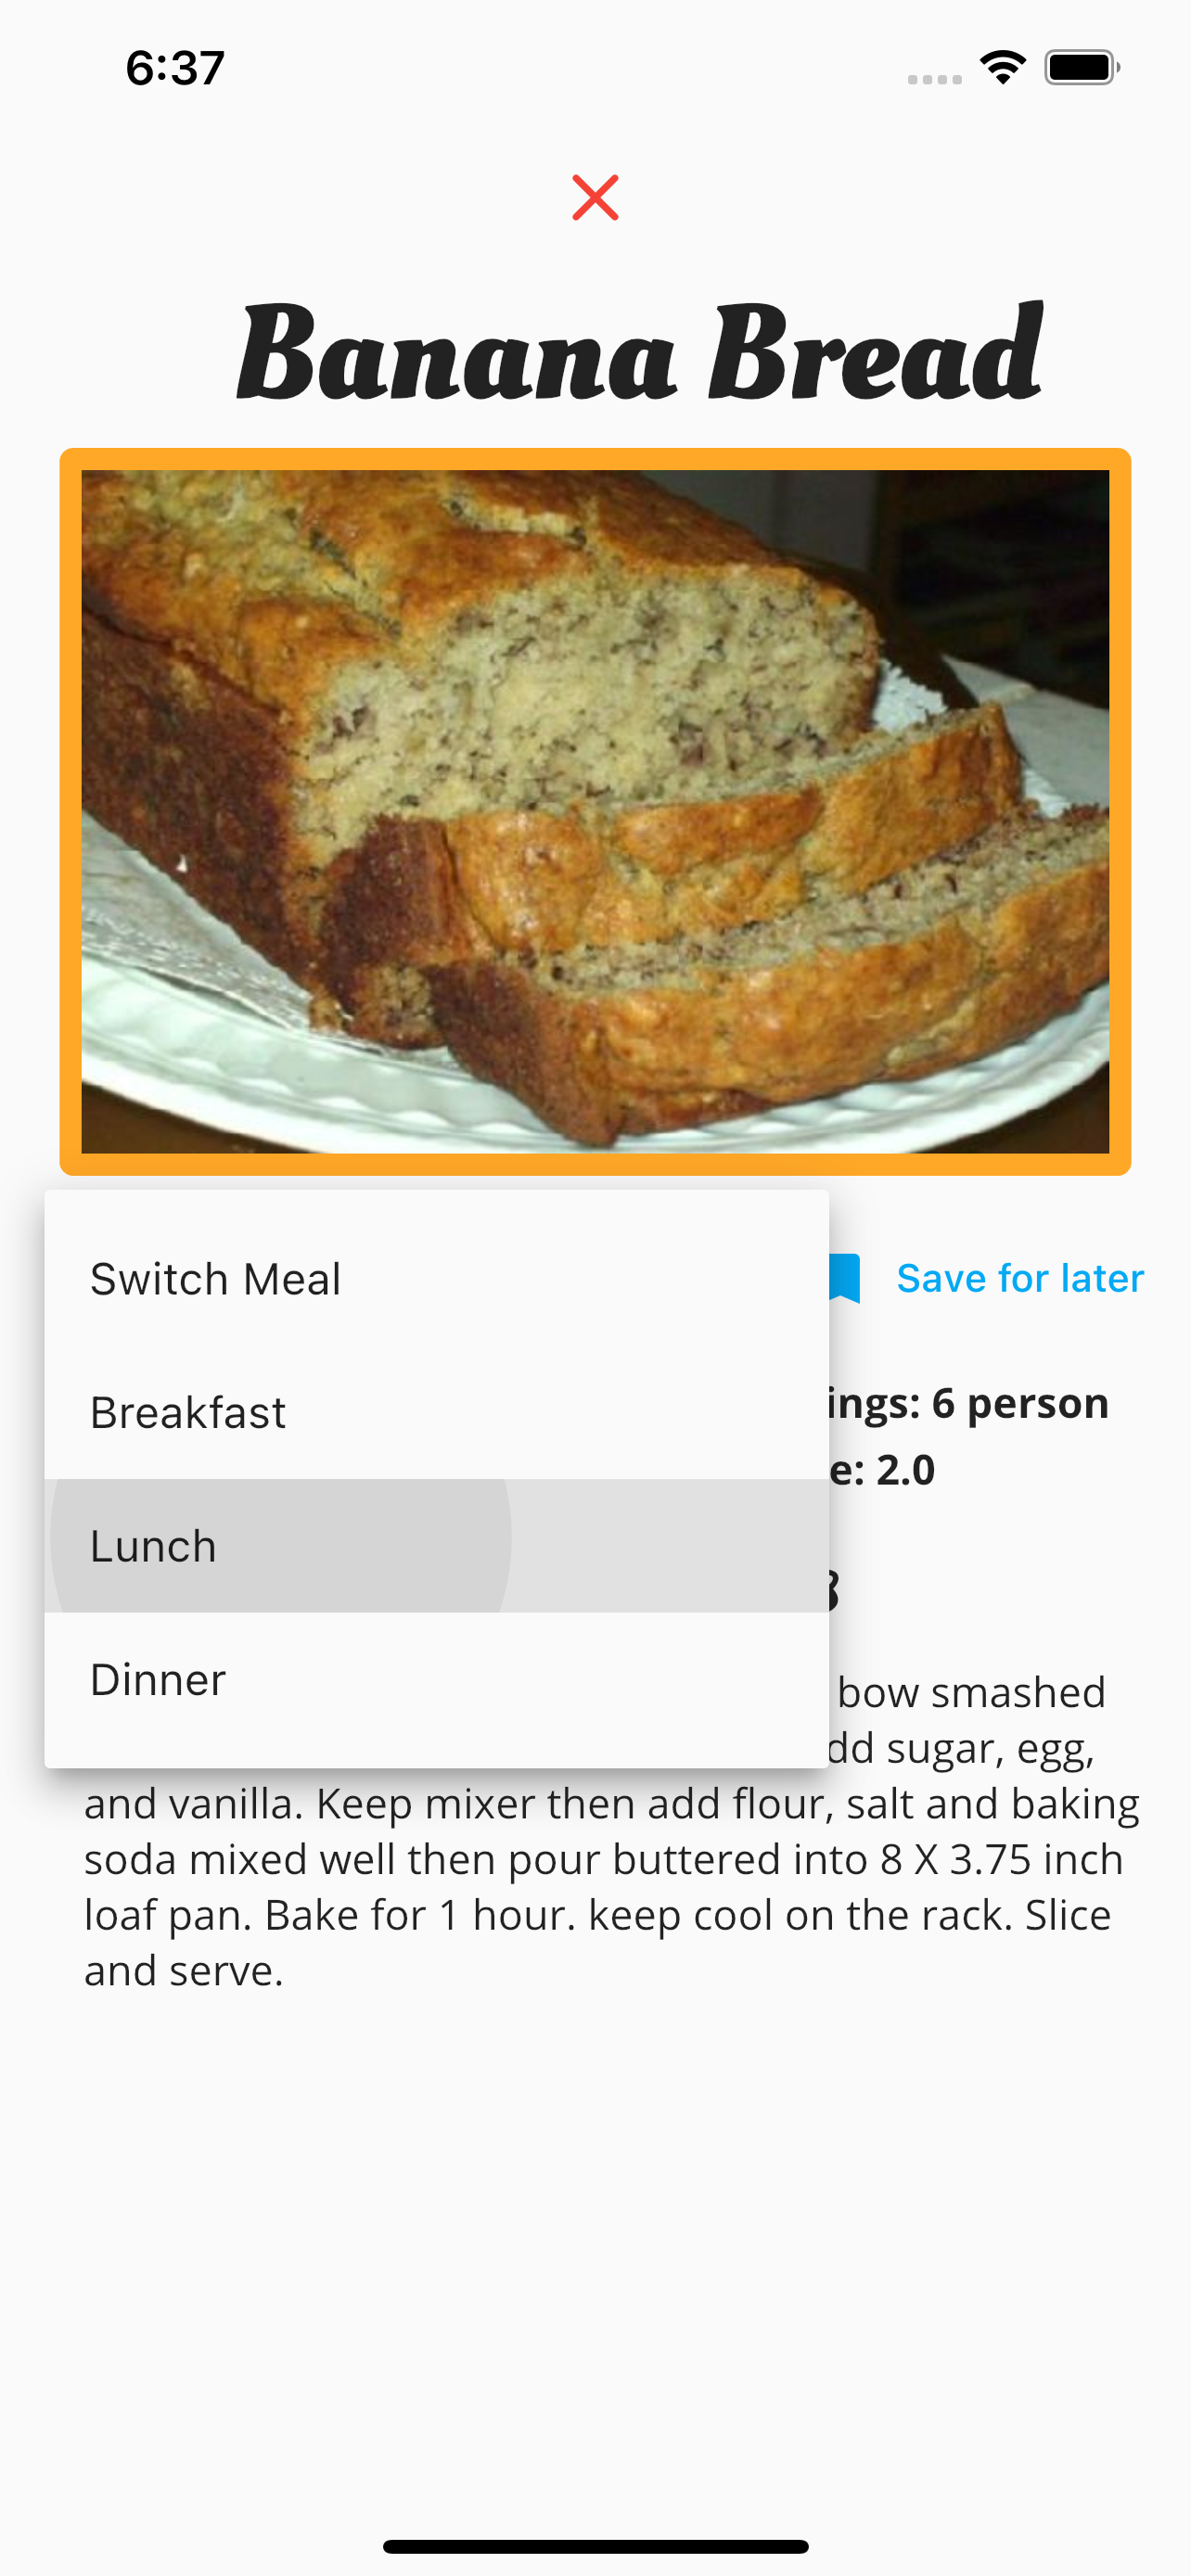 6:37
Banana Bread
Switch Meal
Save for later
Breakfast
ings: 6 person
Lunch
e: 2.0
Dinner
bow smashed
dd sugar, egg,
and vanilla. Keep mixer then add flour, salt and baking
soda mixed well then pour buttered into 8 X 3.75 inch
loaf pan. Bake for 1 hour. keep cool on the rack. Slice
and serve.